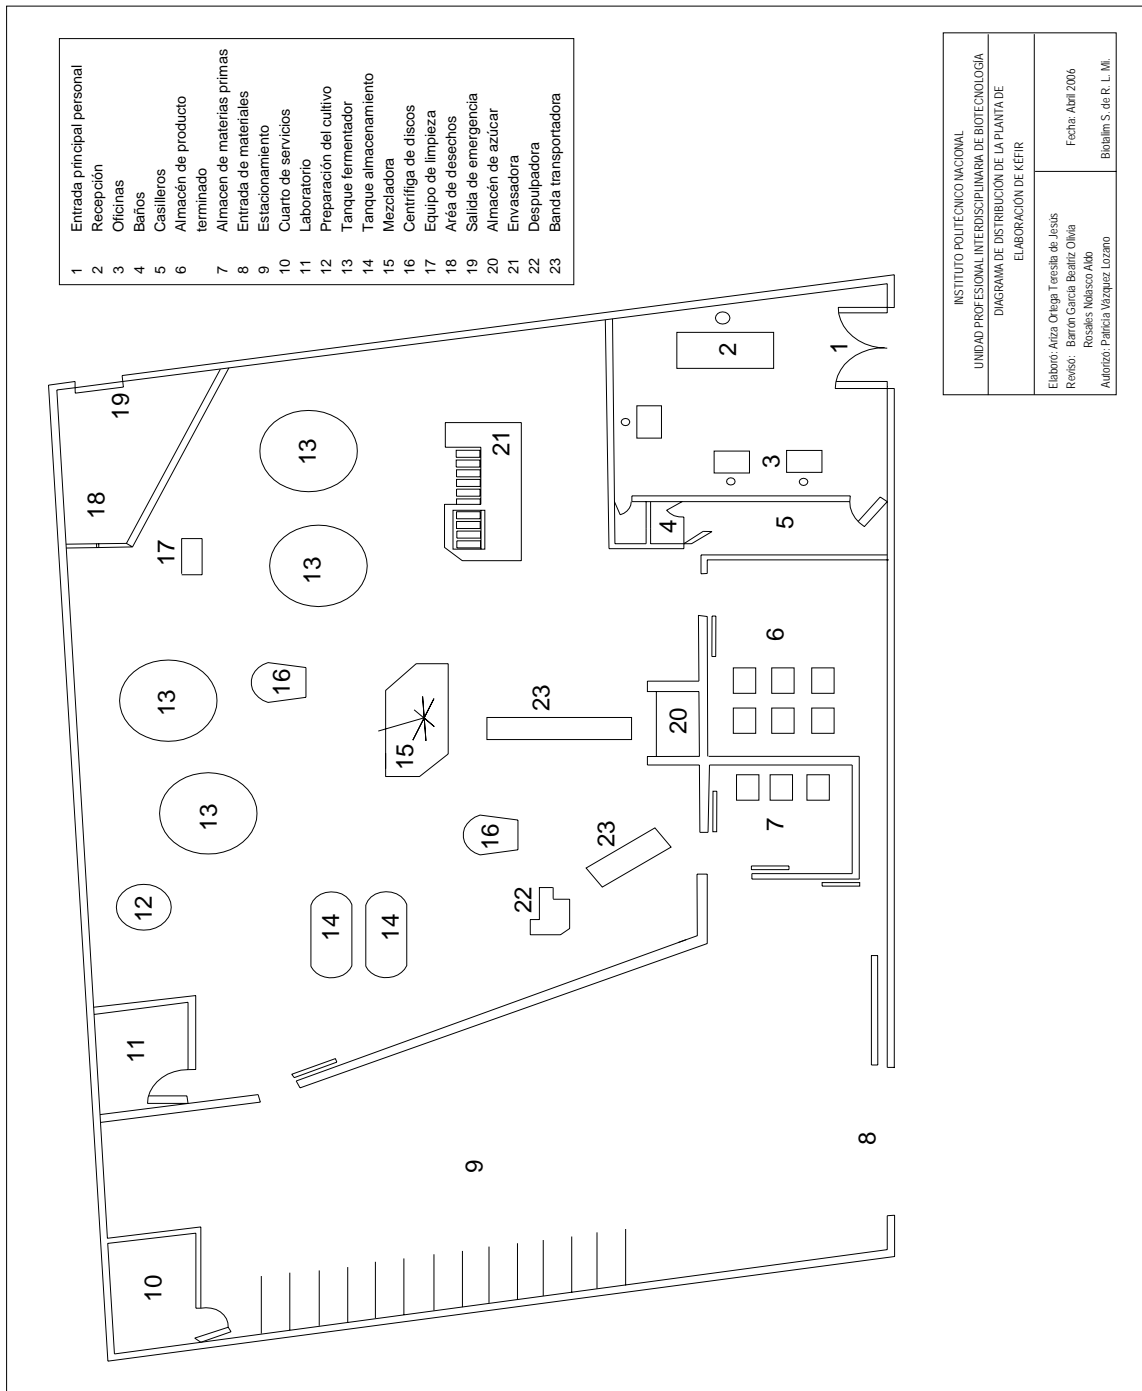 1 Entrada principal personal
2 Recepción
3 Oficinas
4 Baños
5 Casilleros
6 Almacén de producto
terminado
7 Almacen de materias primas
8 Entrada de materiales
9 Estacionamiento
10 Cuarto de servicios
11 Laboratorio
12 Preparación del cultivo
13 Tanque fermentador
14 Tanque almacenamiento
15 Mezcladora
16 Centrífiga de discos
17 Equipo de limpieza
18 Aréa de desechos
19 Salida de emergencia
20 Almacén de azúcar
21 Envasadora
22 Despulpadora
23 Banda transportadora
19
18
17
13
13
21
2
1
3
4
5
13
16
15
23
20
6
13
16
23
7
12
14
14
22
11
10
9
8
INSTITUTO POLITÉCNICO NACIONAL
UNIDAD PROFESIONAL INTERDISCIPLINARIA DE BIOTECNOLOGÍA
DIAGRAMA DE DISTRIBUCIÓN DE LA PLANTA DE
ELABORACIÓN DE KÉFIR
Elaboró: Ariza Ortega Teresita de Jesús
Revisó: Barrón García Beatriz Olivia
Rosales Nolasco Aldo
Autorizó: Patricia Vázquez Lozano
Fecha: Abril 2006
Biotalim S. de R. L. Mi.